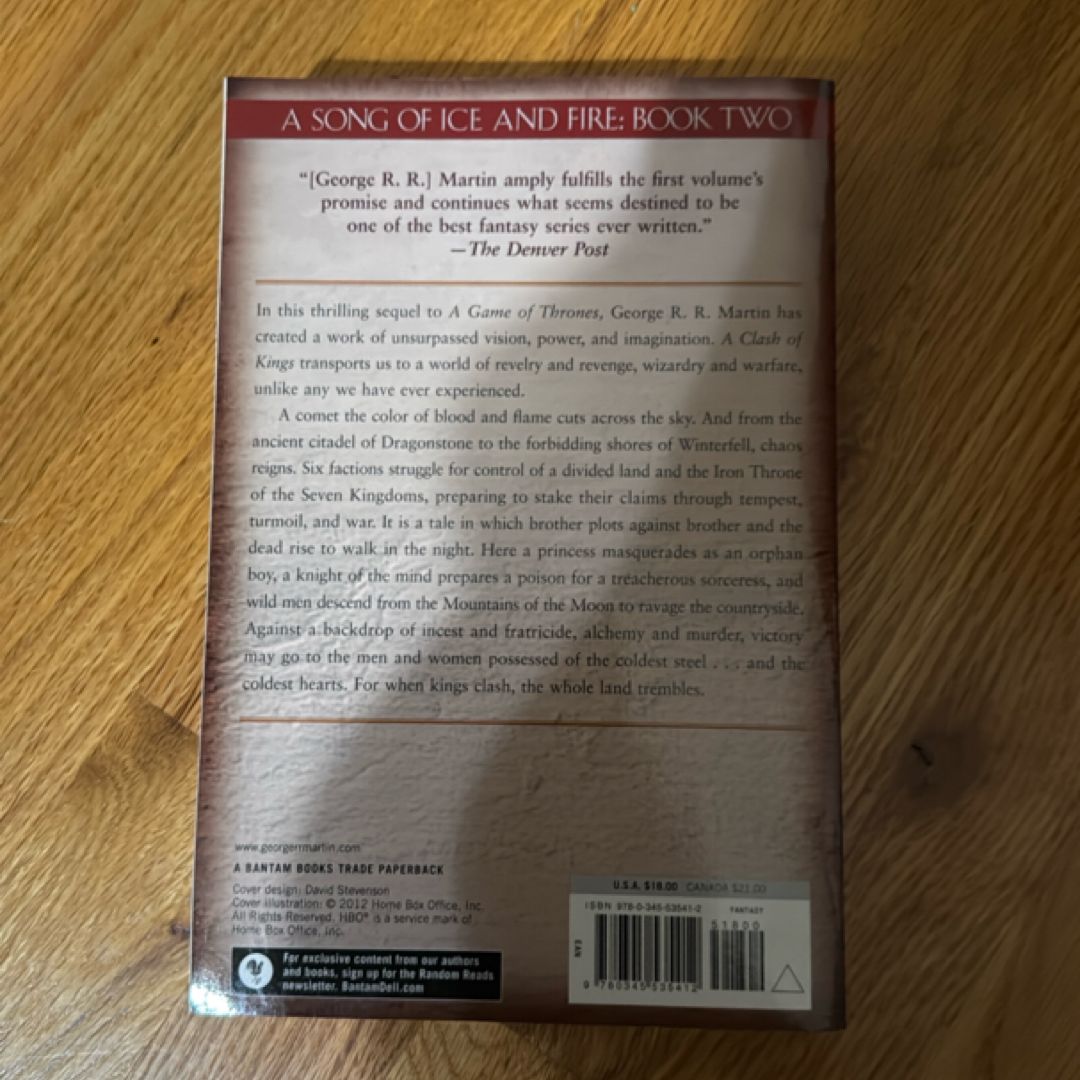 A SONG OF ICE AND FIRE: BOOK TWO
“[George R. R.] Martin amply fulfills the first volume’s
promise and continues what seems destined to be
one of the best fantasy series ever written.”
—The Denver Post
In this thrilling sequel to A Game of Thrones, George R. R. Martin has
created a work of unsurpassed vision, power, and imagination. A Clash of
Kings transports us to a world of revelry and revenge, wizardry and warfare,
unlike any we have ever experienced.
A comet the color of blood and flame cuts across the sky. And from the
ancient citadel of Dragonstone to the forbidding shores of Winterfell, chaos
reigns. Six factions struggle for control of a divided land and the Iron Throne
of the Seven Kingdoms, preparing to stake their claims through tempest,
turmoil, and war. It is a tale in which brother plots against brother and the
dead rise to walk in the night. Here a princess masquerades as an orphan
boy, a knight of the mind prepares a poison for a treacherous sorceress, and
wild men descend from the Mountains of the Moon to ravage the countryside.
Against a backdrop of incest and fratricide, alchemy and murder, victory
may go to the men and women possessed of the coldest steel . . . and the
coldest hearts. For when kings clash, the whole land trembles.
www.georgerrmartin.com
A BANTAM BOOKS TRADE PAPERBACK
Cover design: David Stevenson
Cover illustration: © 2012 Home Box Office, Inc.
All Rights Reserved. HBO® is a service mark of
Home Box Office, Inc.
For exclusive content from our authors
and books, sign up for the Random Reads
newsletter. BantamDell.com
U.S.A. $18.00 CANADA $21.00
ISBN 978-0-345-53541-2 FANTASY
51800
EAN
9 780345 535412